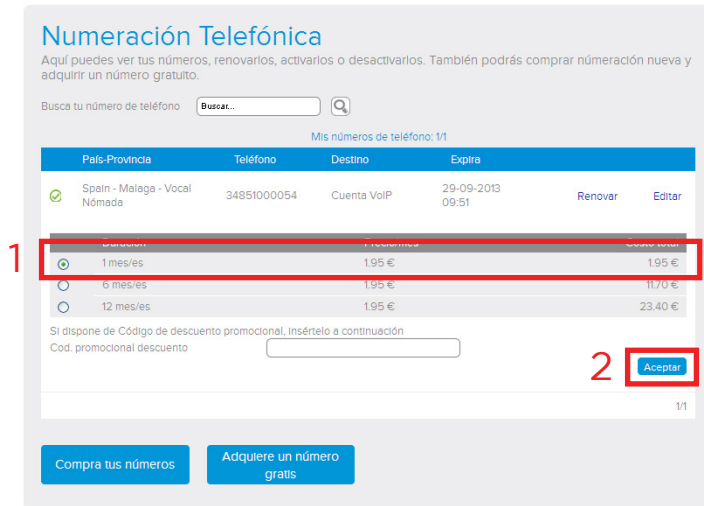 Numeración Telefónica
Aquí puedes ver tus números, renovarlos, activarlos o desactivarlos. También podrás comprar númeración nueva y
adquirir un número gratuito.
Busca tu número de teléfono Buscar...
Mis números de teléfono: 1/1
País-Provincia Teléfono Destino Expira
Spain - Malaga - Vocal
Nómada
34851000054 Cuenta VoIP
29-09-2013
09:51
Renovar Editar
Duración Precio/mes Costo total
1
1 mes/es 1.95 € 1.95 €
6 mes/es 1.95 € 11.70 €
12 mes/es 1.95 € 23.40 €
Si dispone de Código de descuento promocional, insértelo a continuación
Cod. promocional descuento
2 Aceptar
1/1
Compra tus números
Adquiere un número
gratis